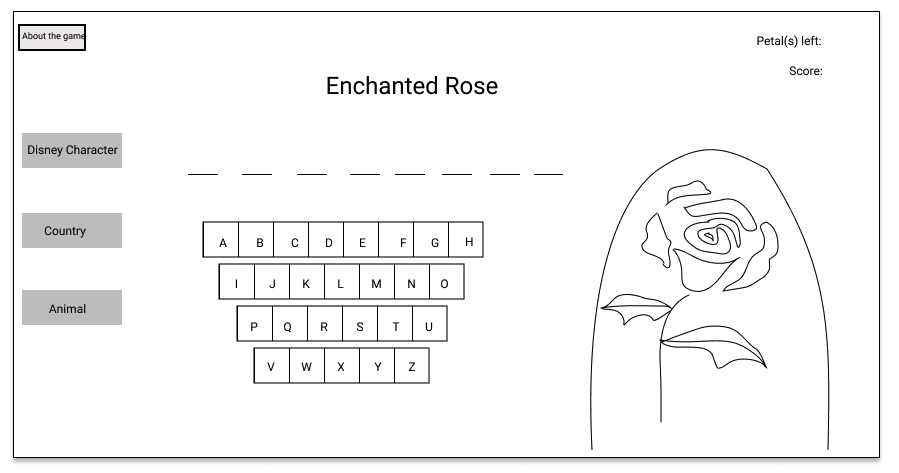 About the game
Petal(s) left:
Score:
Enchanted Rose
Disney Character
Country
Animal
A B C D E F G H
I J K L M N O
P Q R S T U
V W X Y Z